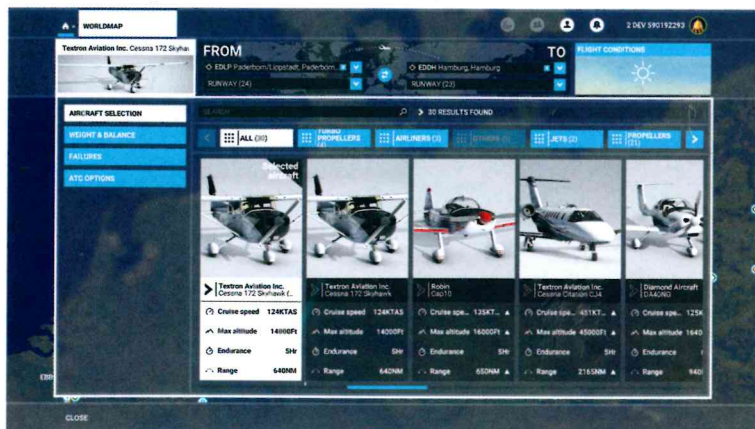 WORLDMAP
2 DEV 590192293
Textron Aviation Inc. Cessna 172 Skyha
FROM
TO
EDLP Paderborn/Lippstadt, Paderborn...
EDDH Hamburg, Hamburg
RUNWAY (24)
RUNWAY (23)
FLIGHT CONDITIONS
AIRCRAFT SELECTION
WEIGHT & BALANCE
FAILURES
ATC OPTIONS
SEARCH
30 RESULTS FOUND
ALL (30)
TURBO PROPELLERS
AIRLINERS (3)
OTHERS
JETS (2)
PROPELLERS (21)
Selected aircraft
Textron Aviation Inc.
Cessna 172 Skyhawk (...
Cruise speed 124KTAS
Max altitude 14000Ft
Endurance 5Hr
Range 640NM
Textron Aviation Inc.
Cessna 172 Skyhawk
Cruise speed 124KTAS
Max altitude 14000Ft
Endurance 5Hr
Range 640NM
Robin
Cap10
Cruise spe... 135KT...
Max altitude 16000Ft
Endurance 5Hr
Range 650NM
Textron Aviation Inc.
Cessna Citation CJ4
Cruise spe... 451KT...
Max altitude 45000Ft
Endurance 5Hr
Range 2165NM
Diamond Aircraft
DA40NG
Cruise spe... 125K
Max altitude 1640
Endurance
Range 940
CLOSE